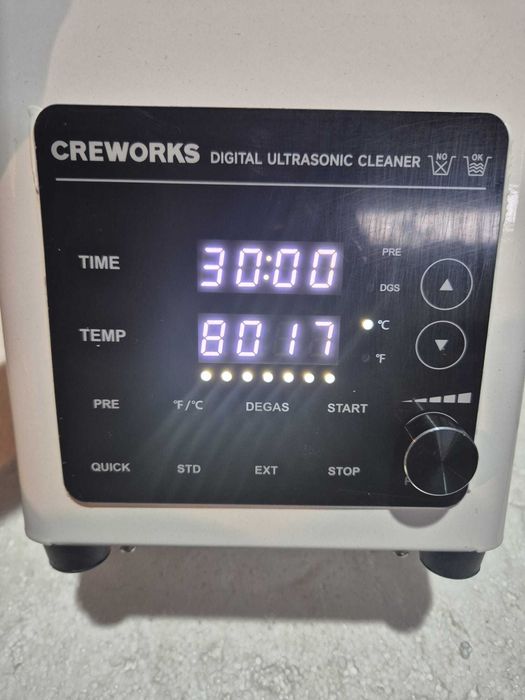 CREWORKS DIGITAL ULTRASONIC CLEANER NO OK
PRE
TIME 30:00
DGS
TEMP 8017 °C
°F
PRE °F/°C DEGAS START
QUICK STD EXT STOP